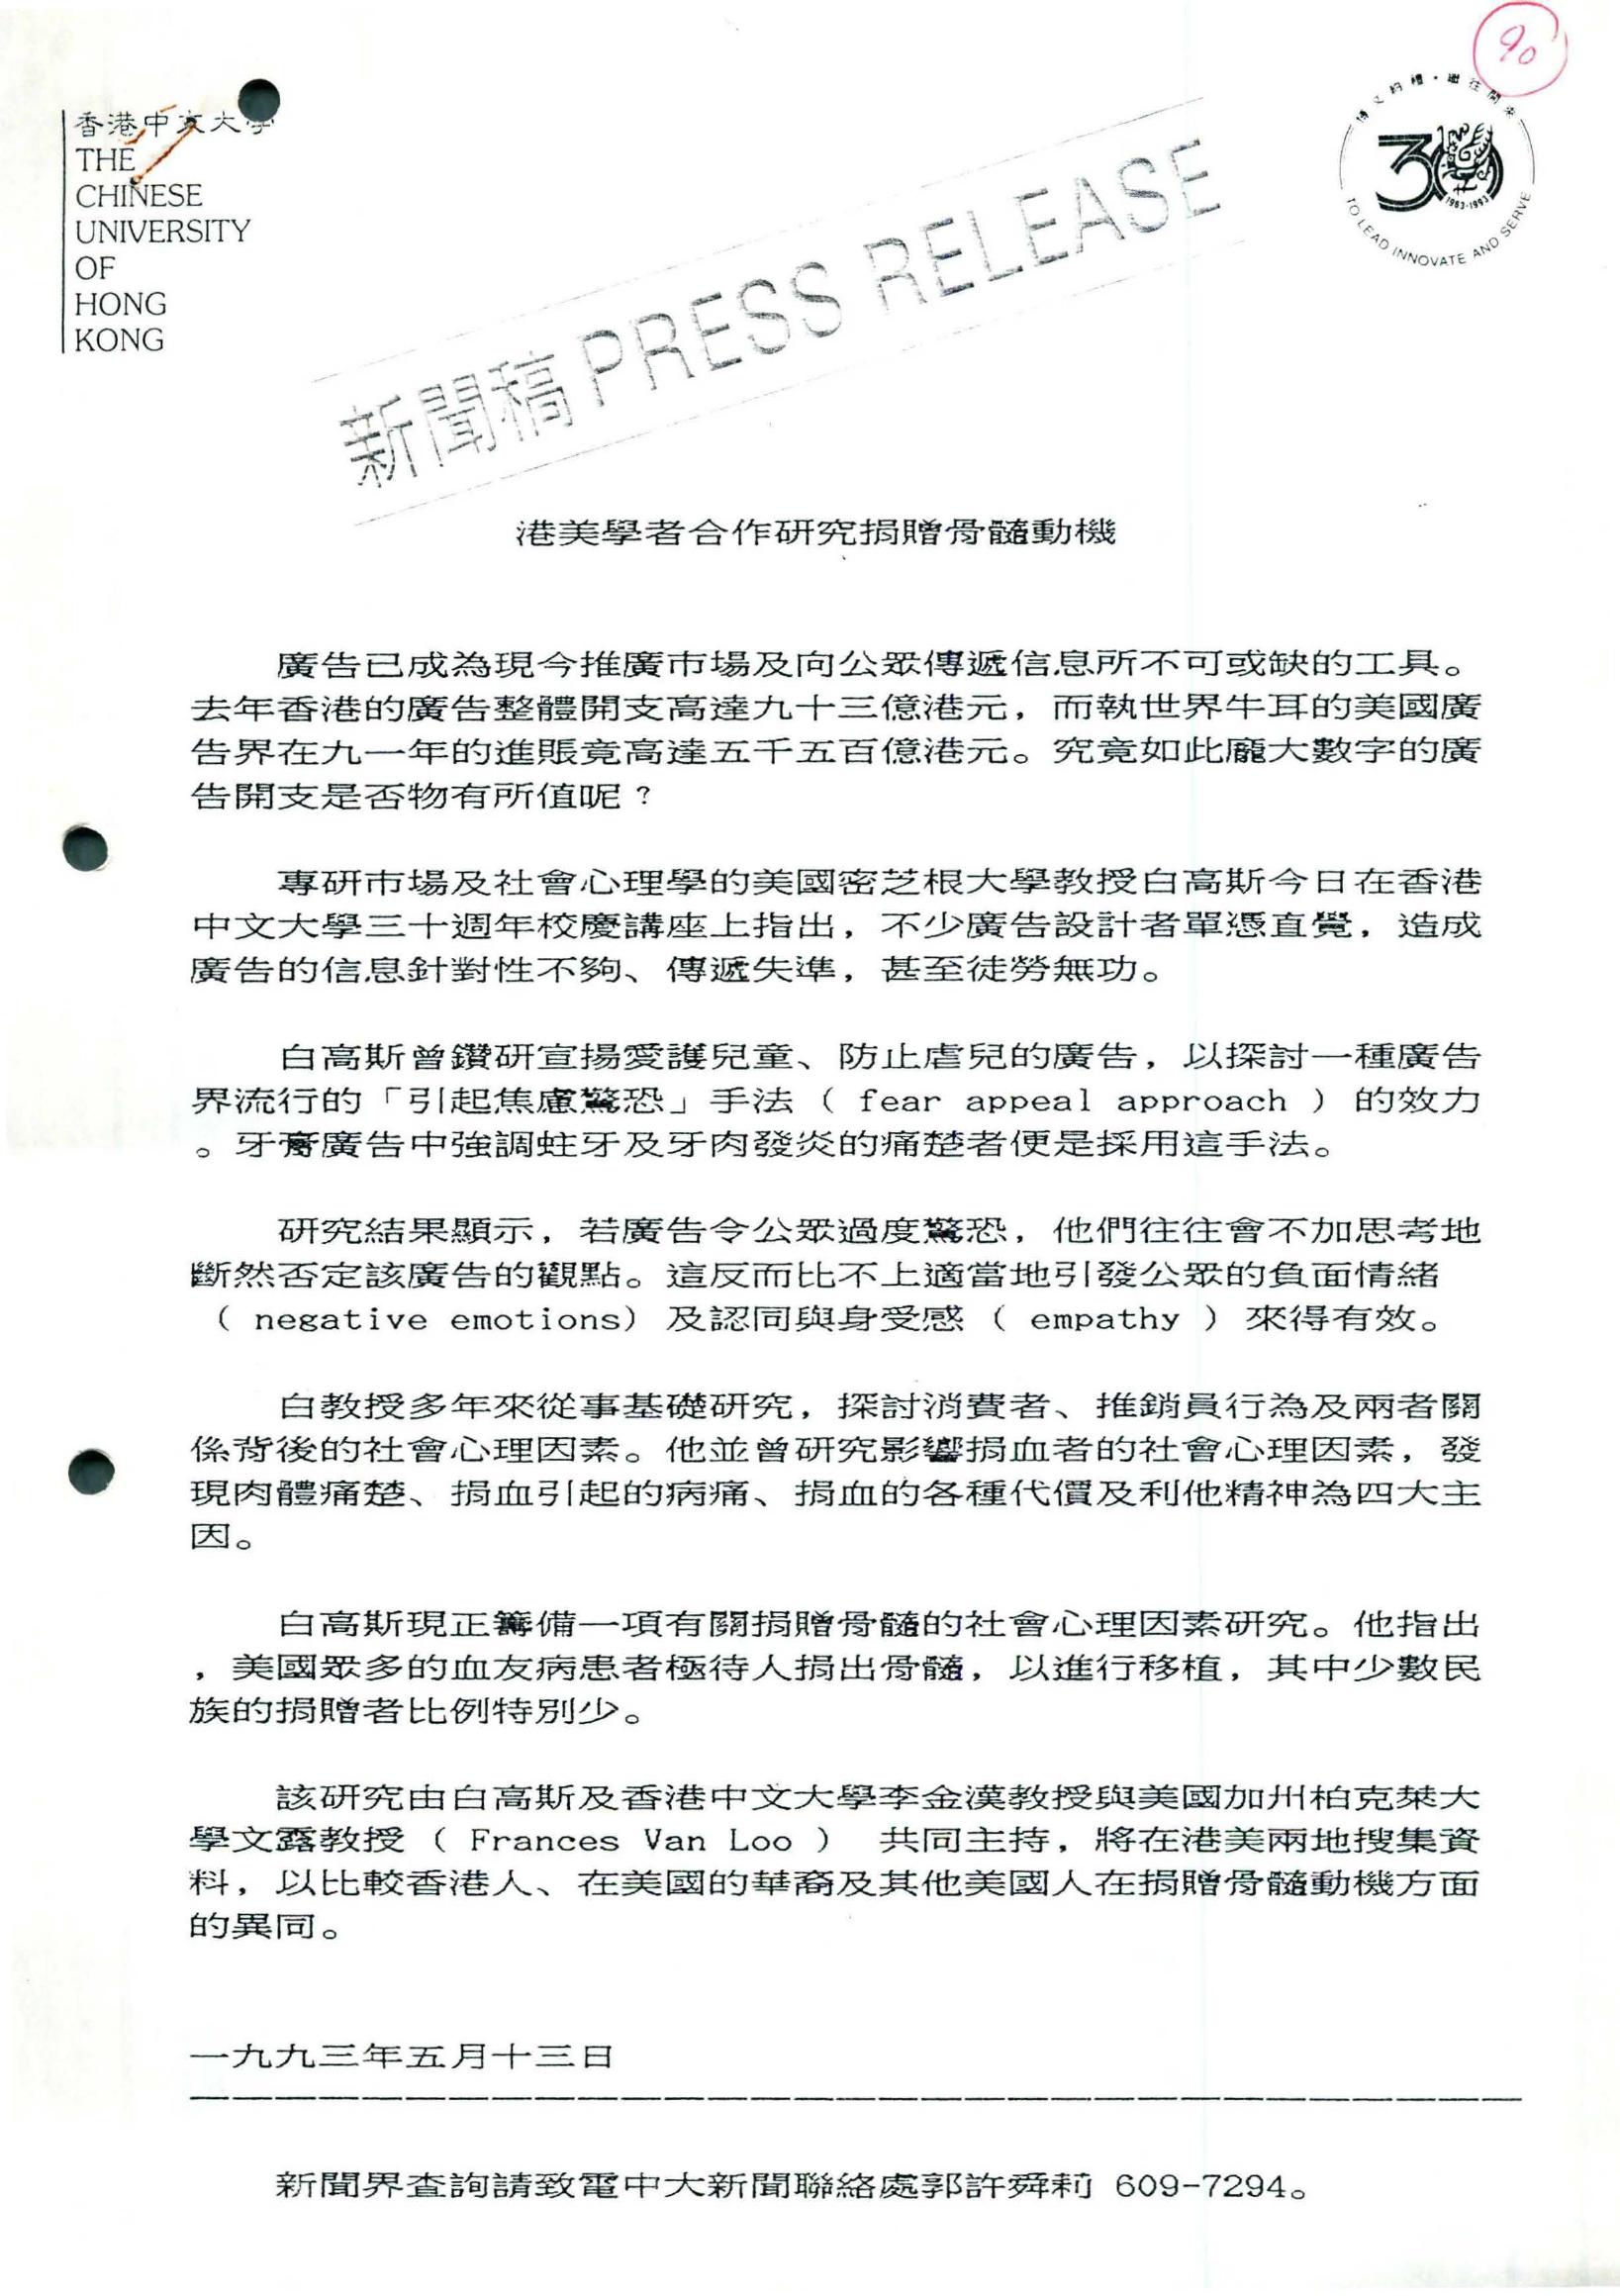 90
香港中文大學
THE
CHINESE
UNIVERSITY
OF
HONG
KONG
博文約禮·繼往開來
30
1963-1993
TO LEAD INNOVATE AND SERVE
新聞稿 PRESS RELEASE
港美學者合作研究捐贈骨髓動機
廣告已成為現今推廣市場及向公眾傳遞信息所不可或缺的工具。
去年香港的廣告整體開支高達九十三億港元，而執世界牛耳的美國廣
告界在九一年的進賬竟高達五千五百億港元。究竟如此龐大數字的廣
告開支是否物有所值呢？
專研市場及社會心理學的美國密芝根大學教授白高斯今日在香港
中文大學三十週年校慶講座上指出，不少廣告設計者單憑直覺，造成
廣告的信息針對性不夠、傳遞失準，甚至徒勞無功。
白高斯曾鑽研宣揚愛護兒童、防止虐兒的廣告，以探討一種廣告
界流行的「引起焦慮驚恐」手法（ fear appeal approach ）的效力
。牙膏廣告中強調蛀牙及牙肉發炎的痛楚者便是採用這手法。
研究結果顯示，若廣告令公眾過度驚恐，他們往往會不加思考地
斷然否定該廣告的觀點。這反而比不上適當地引發公眾的負面情緒
（ negative emotions）及認同與身受感（ empathy ）來得有效。
白教授多年來從事基礎研究，探討消費者、推銷員行為及兩者關
係背後的社會心理因素。他並曾研究影響捐血者的社會心理因素，發
現肉體痛楚、捐血引起的病痛、捐血的各種代價及利他精神為四大主
因。
白高斯現正籌備一項有關捐贈骨髓的社會心理因素研究。他指出
，美國眾多的血友病患者極待人捐出骨髓，以進行移植，其中少數民
族的捐贈者比例特別少。
該研究由白高斯及香港中文大學李金漢教授與美國加州柏克萊大
學文露教授（ Frances Van Loo ） 共同主持，將在港美兩地搜集資
料，以比較香港人、在美國的華裔及其他美國人在捐贈骨髓動機方面
的異同。
一九九三年五月十三日
新聞界查詢請致電中大新聞聯絡處郭許舜莉 609-7294。